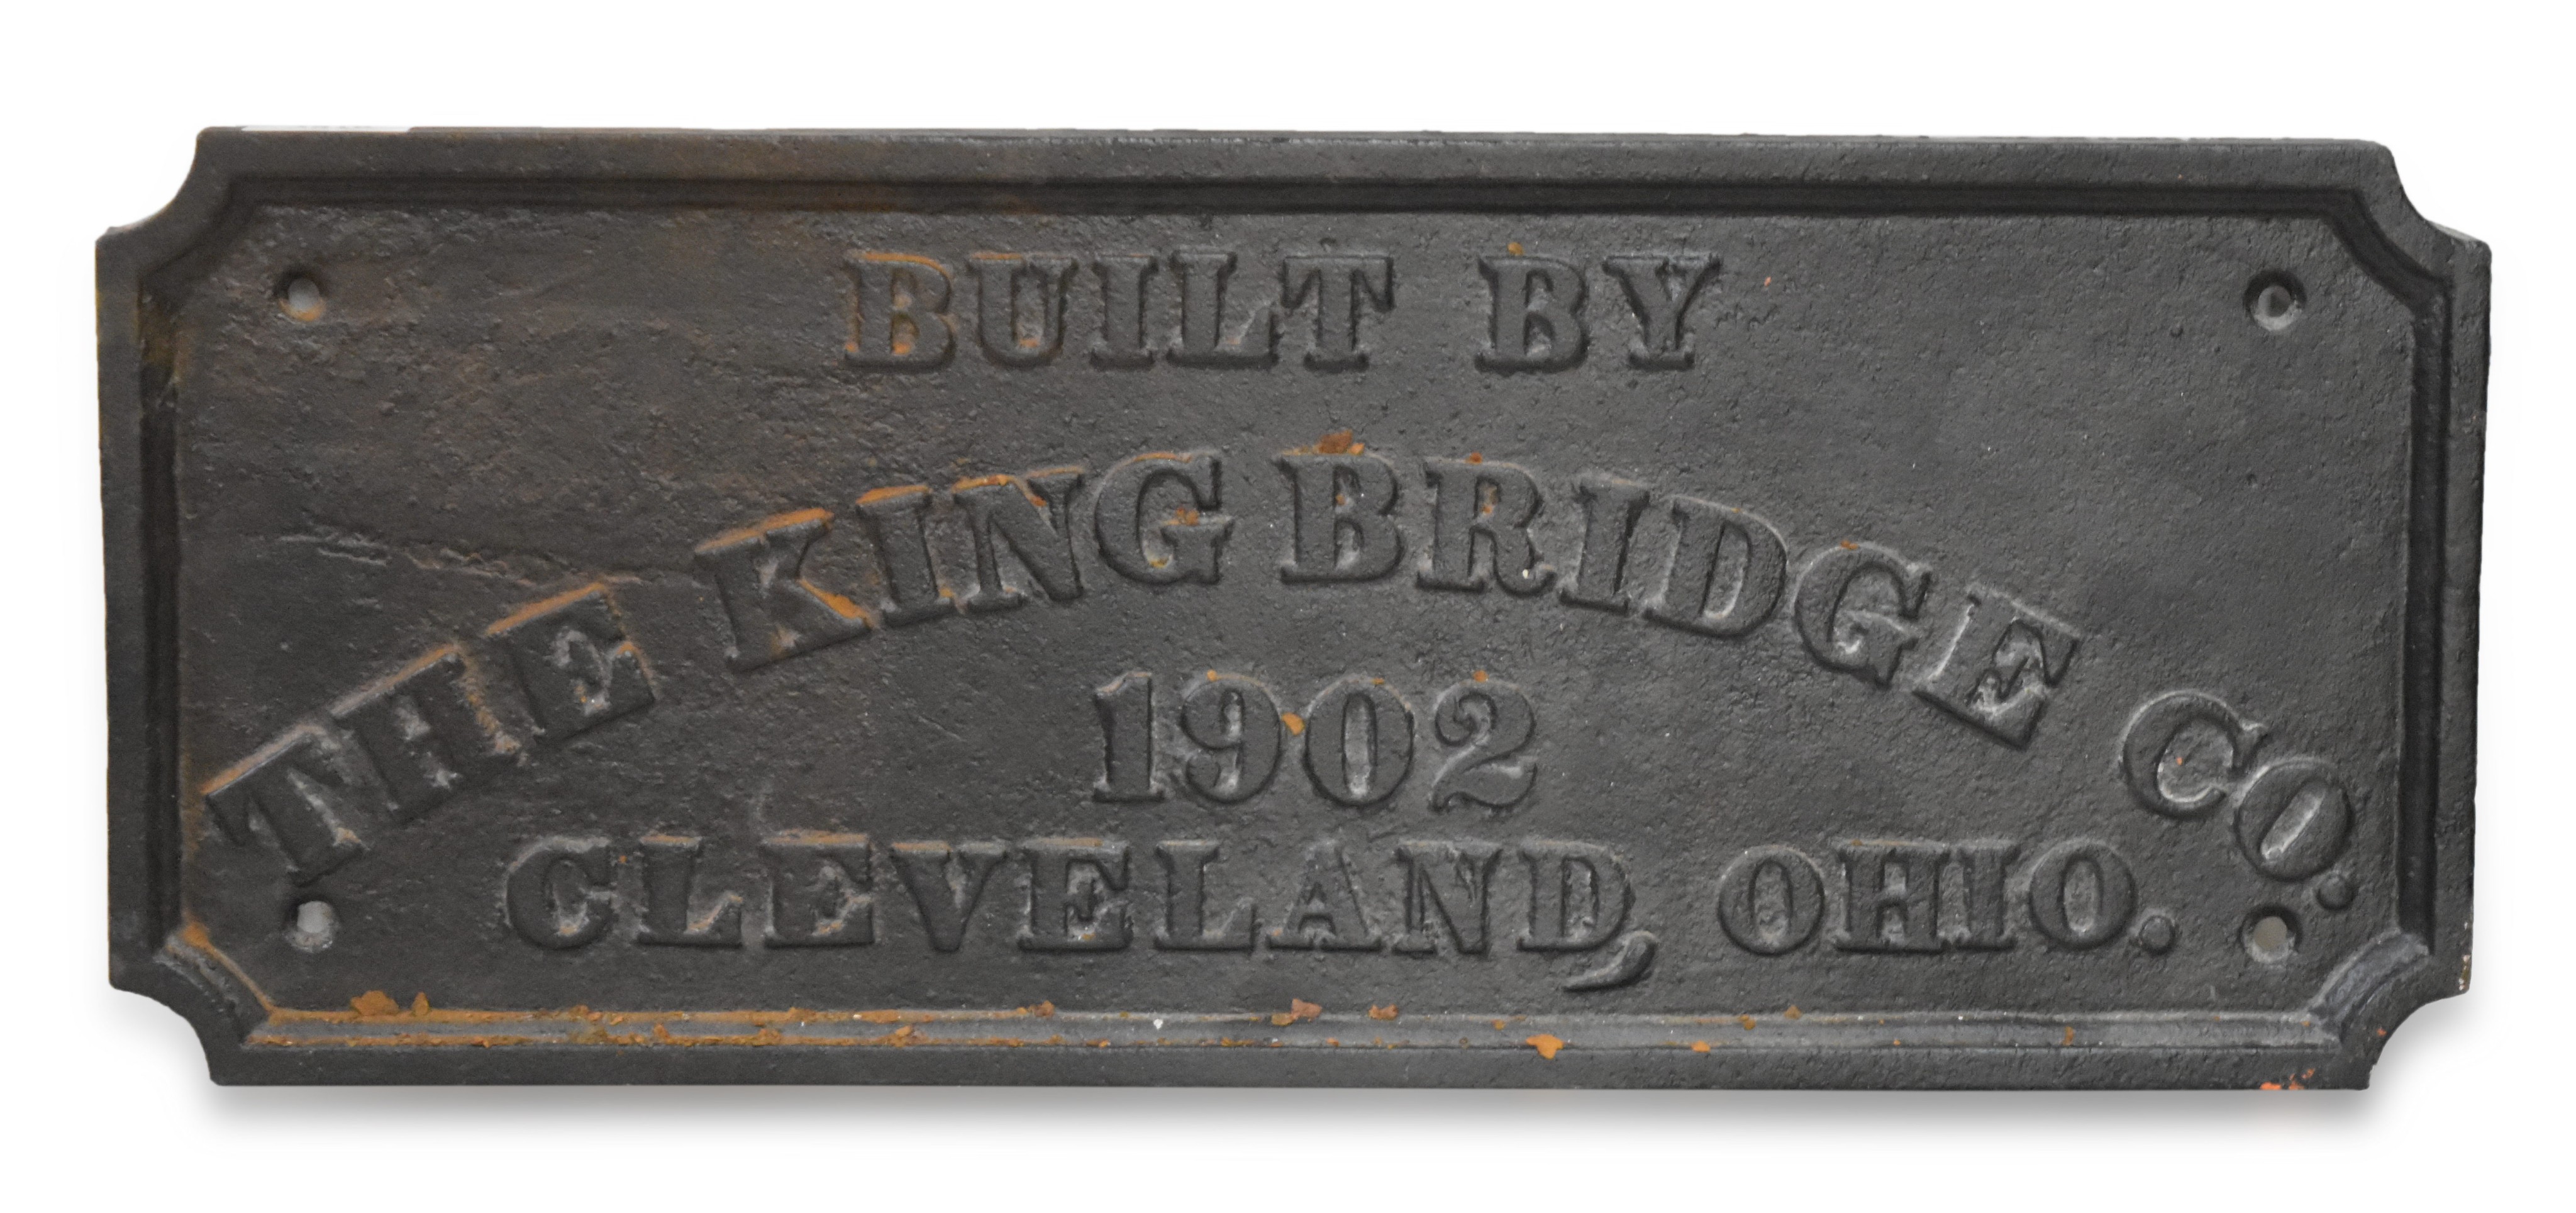 BUILT BY
THE KING BRIDGE CO.
1902
CLEVELAND, OHIO.